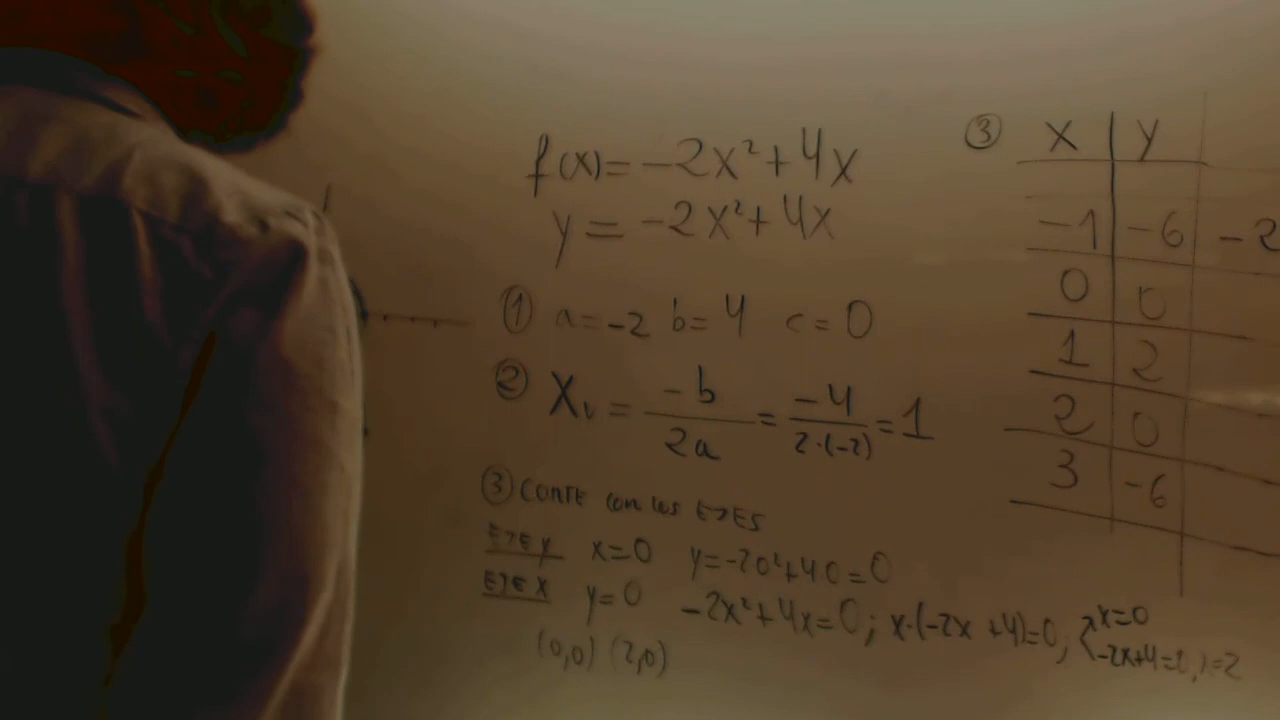 f(x)=-2x²+4x
y=-2x²+4x
① a=-2 b=4 c=0
② Xᵥ = -b/2a = -4/2·(-2) = 1
③ CORTE con los EJES
EJE Y x=0 y=-2·0²+4·0=0
EJE X y=0 -2x²+4x=0; x·(-2x+4)=0; { x=0
-2x+4=0, x=2
(0,0) (2,0)
③ X | Y
-1 | -6 -2
0 | 0
1 | 2
2 | 0
3 | -6